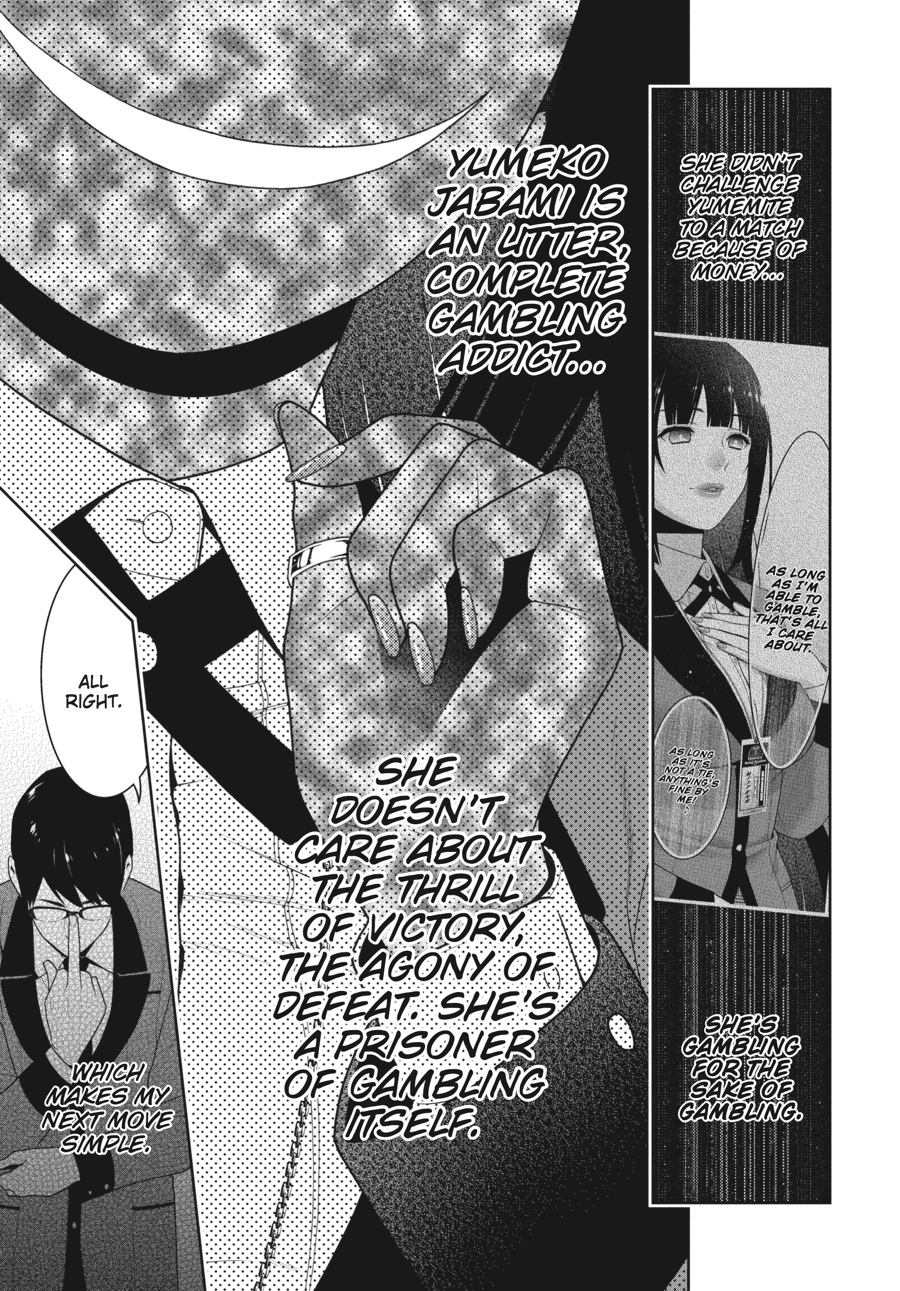 SHE DIDN'T
CHALLENGE
YUMEMITE
TO A MATCH
BECAUSE OF
MONEY...
AS LONG
AS I'M
ABLE TO
GAMBLE,
THAT'S ALL
I CARE
ABOUT.
AS LONG
AS IT'S
NOT A TIE,
ANYTHING'S
FINE BY
ME!
♪
SHE'S
GAMBLING
FOR THE
SAKE OF
GAMBLING.
YUMEKO
JABAMI IS
AN UTTER,
COMPLETE
GAMBLING
ADDICT...
SHE
DOESN'T
CARE ABOUT
THE THRILL
OF VICTORY,
THE AGONY OF
DEFEAT. SHE'S
A PRISONER
OF GAMBLING
ITSELF.
ALL
RIGHT.
WHICH
MAKES MY
NEXT MOVE
SIMPLE.